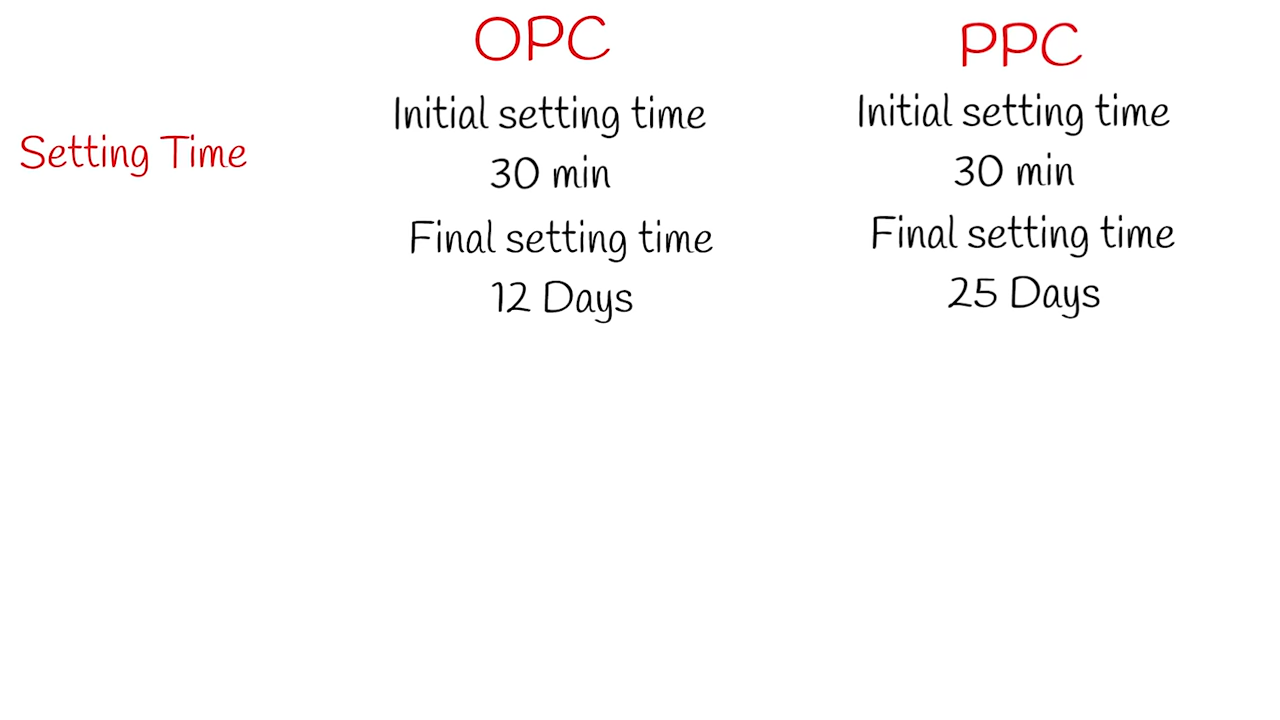 OPC PPC
Setting Time
Initial setting time
30 min
Final setting time
12 Days
Initial setting time
30 min
Final setting time
25 Days